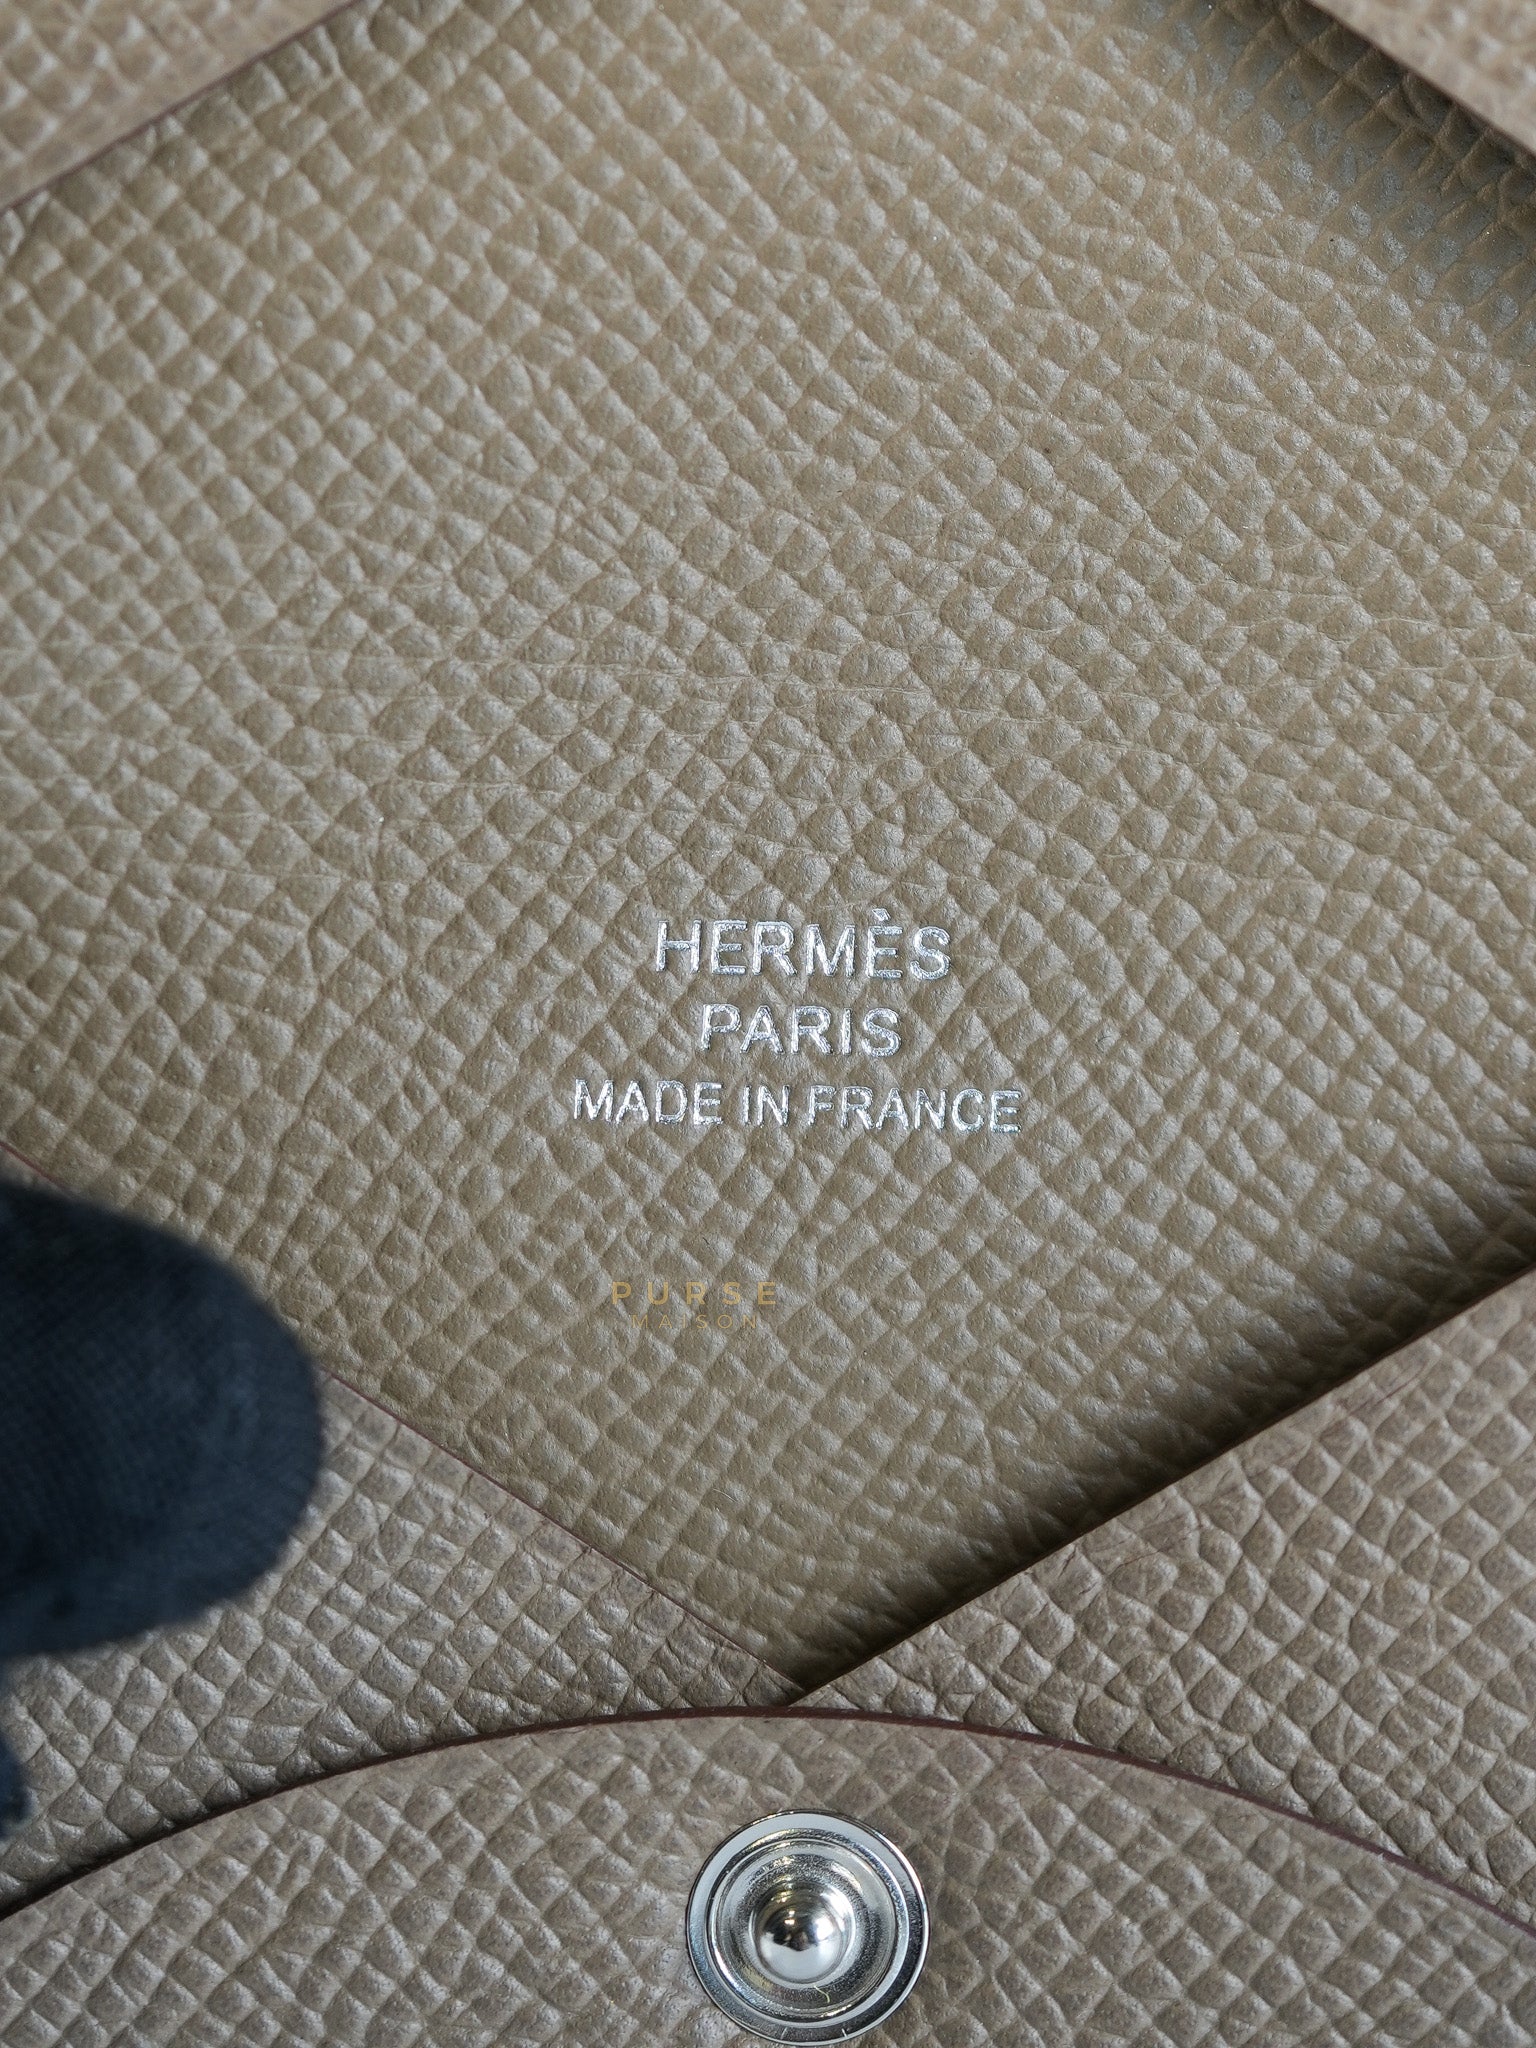 HERMÈS
PARIS
MADE IN FRANCE
PURSE
MAISON